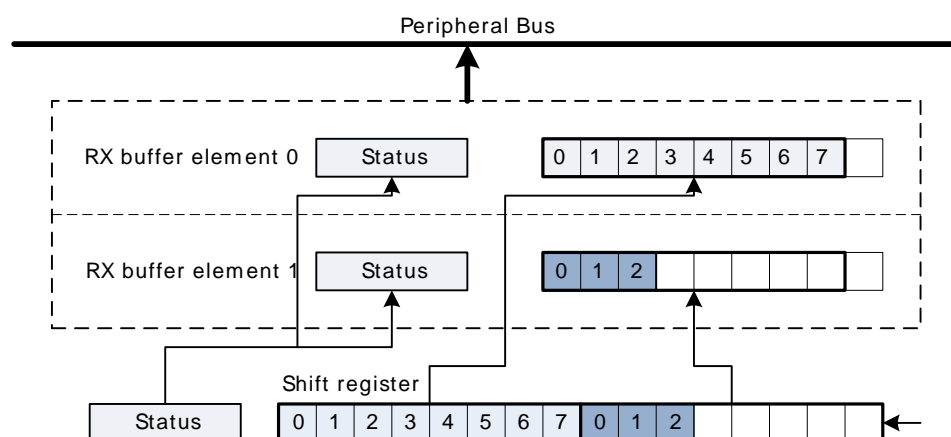 Peripheral Bus
RX buffer element 0 Status 0 1 2 3 4 5 6 7
RX buffer element 1 Status 0 1 2
Shift register
Status 0 1 2 3 4 5 6 7 0 1 2